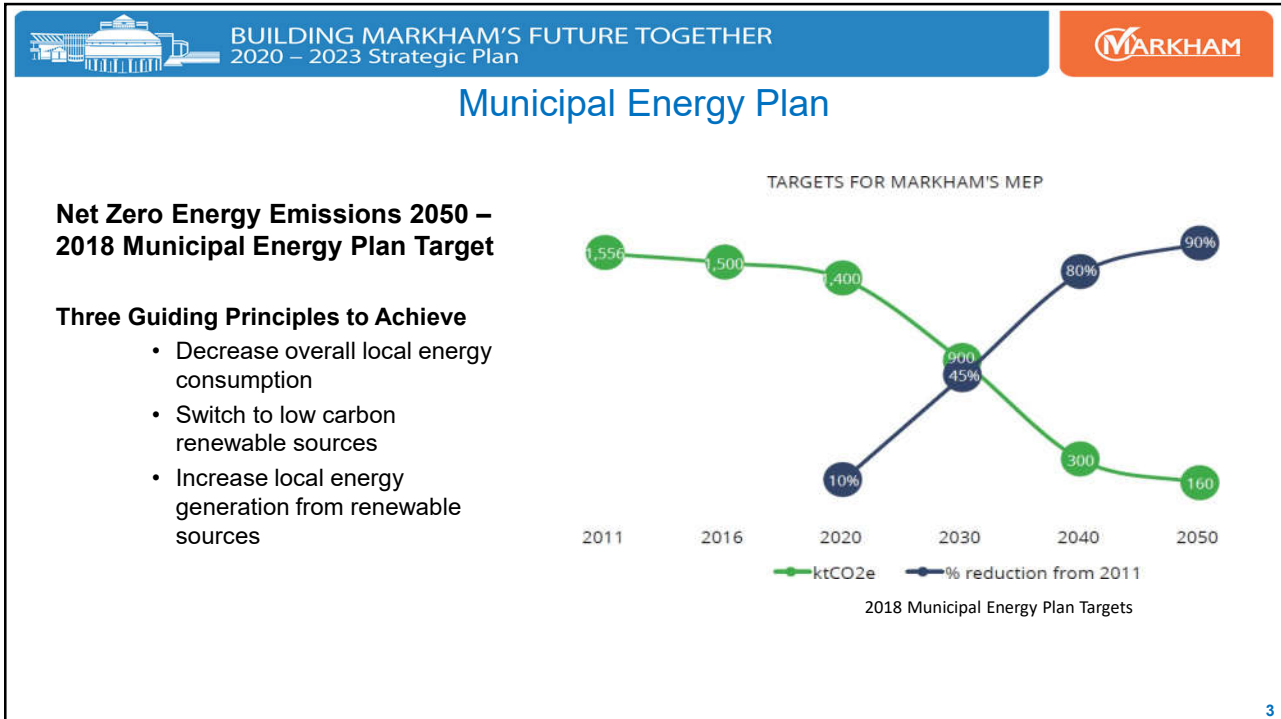 BUILDING MARKHAM'S FUTURE TOGETHER
2020 – 2023 Strategic Plan
MARKHAM
Municipal Energy Plan
Net Zero Energy Emissions 2050 –
2018 Municipal Energy Plan Target
Three Guiding Principles to Achieve
• Decrease overall local energy
consumption
• Switch to low carbon
renewable sources
• Increase local energy
generation from renewable
sources
TARGETS FOR MARKHAM'S MEP
1,556
1,500
1,400
900
300
160
10%
45%
80%
90%
2011 2016 2020 2030 2040 2050
ktCO2e % reduction from 2011
2018 Municipal Energy Plan Targets
3